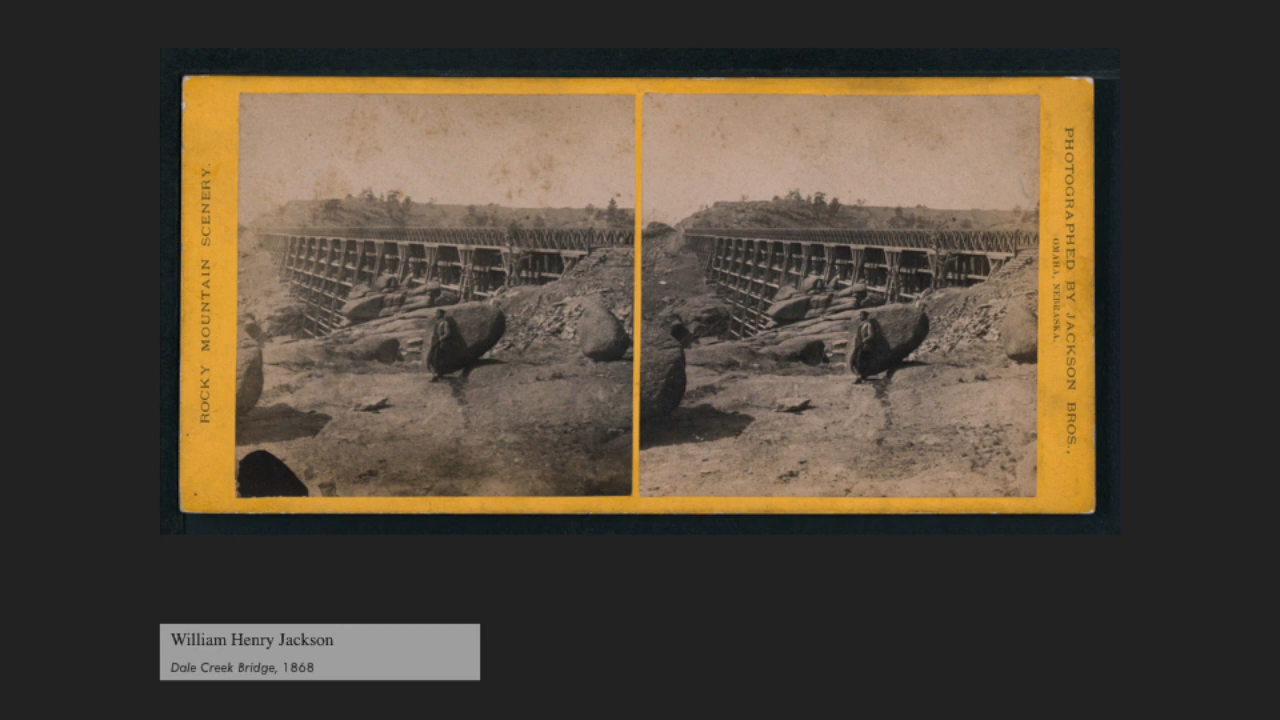 ROCKY MOUNTAIN SCENERY.
PHOTOGRAPHED BY JACKSON BROS.,
OMAHA, NEBRASKA.
William Henry Jackson
Dale Creek Bridge, 1868